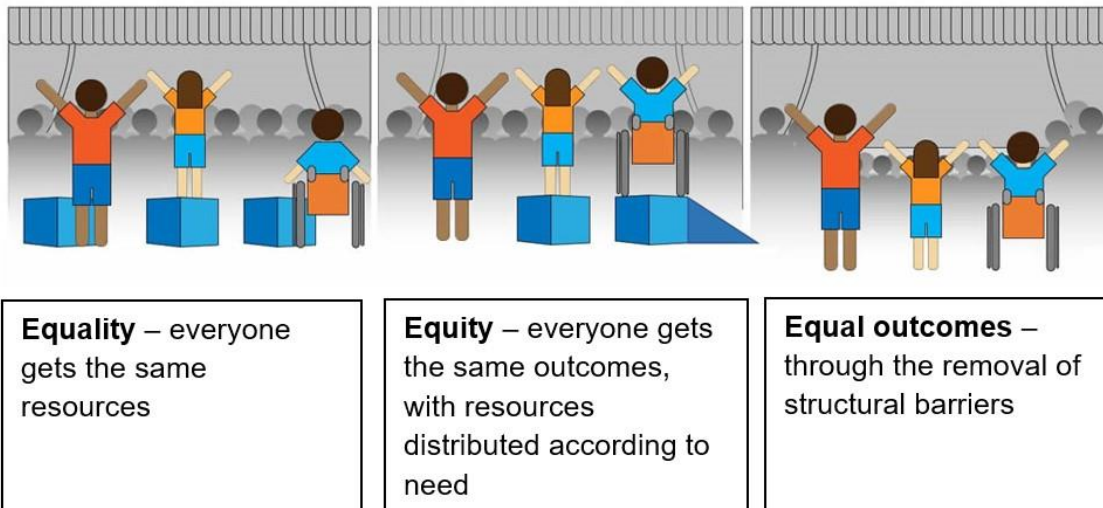 Equality – everyone
gets the same
resources
Equity – everyone gets
the same outcomes,
with resources
distributed according to
need
Equal outcomes –
through the removal of
structural barriers